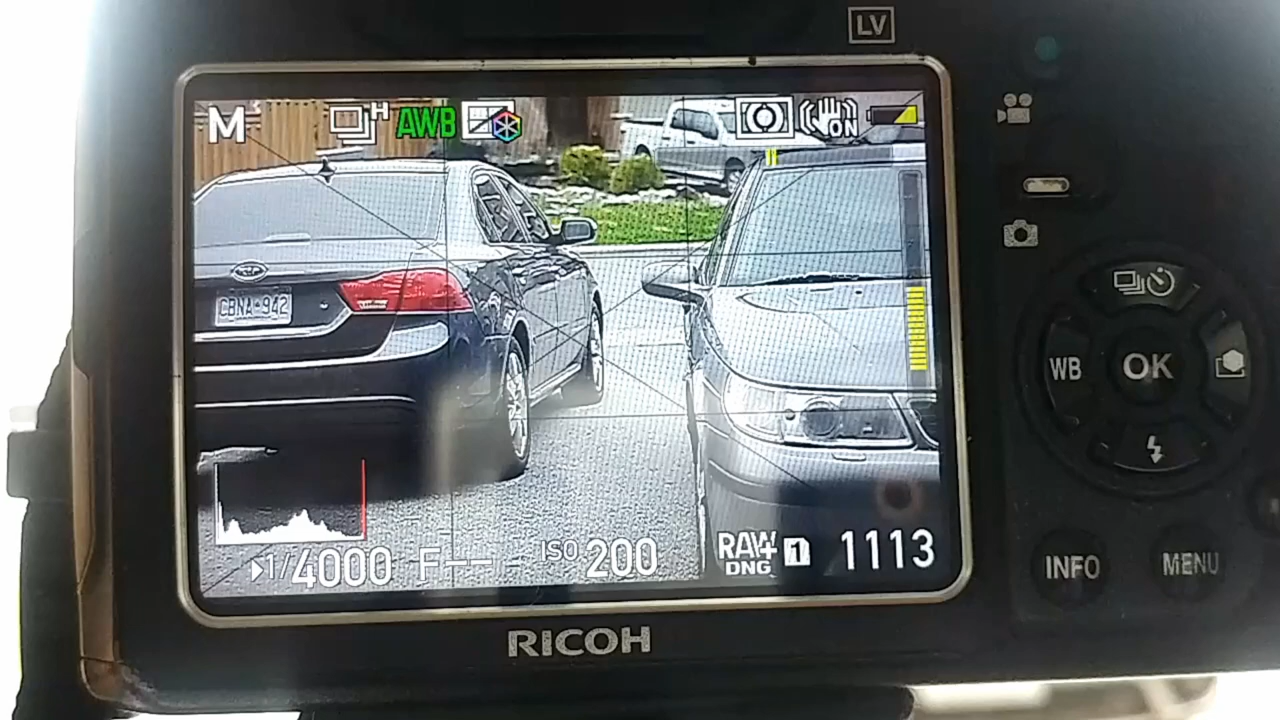 LV
M H AWB ON
CBNA·942
WB OK
1/4000 F-- ISO 200 RAW+ 1 1113
DNG
INFO MENU
RICOH